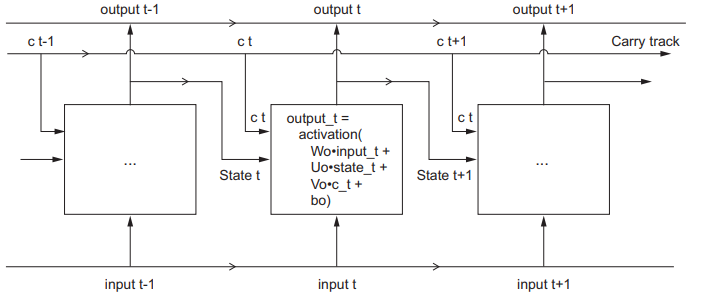 output t-1
output t
output t+1
c t-1
c t
c t+1
Carry track
...
c t
output_t =
activation(
Wo•input_t +
Uo•state_t +
Vo•c_t +
bo)
c t
...
State t
State t+1
input t-1
input t
input t+1